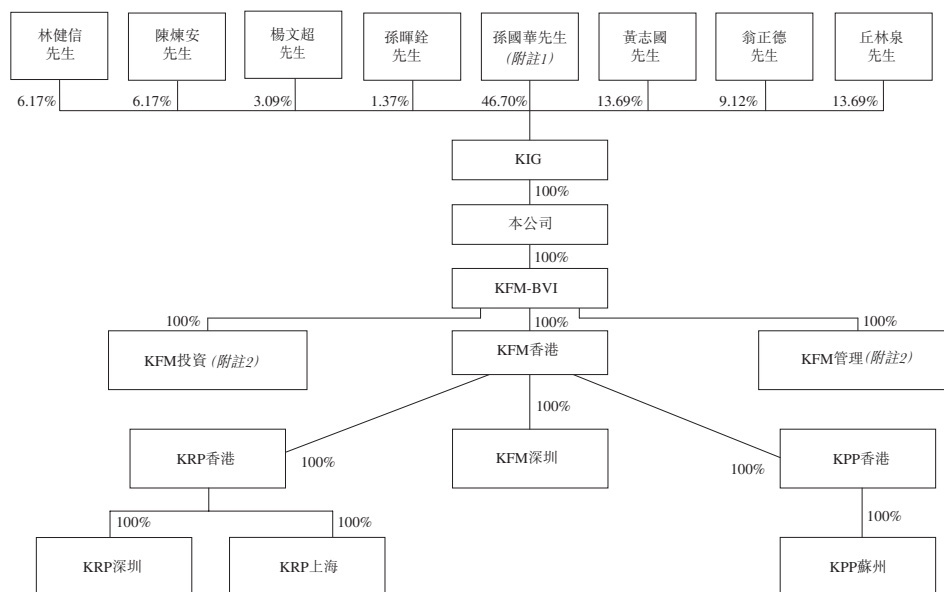 林健信
先生
陳煉安
先生
楊文超
先生
孫暉銓
先生
孫國華先生
(附註1)
黃志國
先生
翁正德
先生
丘林泉
先生
6.17%
6.17%
3.09%
1.37%
46.70%
13.69%
9.12%
13.69%
KIG
100%
本公司
100%
KFM-BVI
100%
100%
100%
KFM投資 (附註2)
KFM香港
KFM管理 (附註2)
100%
100%
100%
KRP香港
KFM深圳
KPP香港
100%
100%
100%
KRP深圳
KRP上海
KPP蘇州